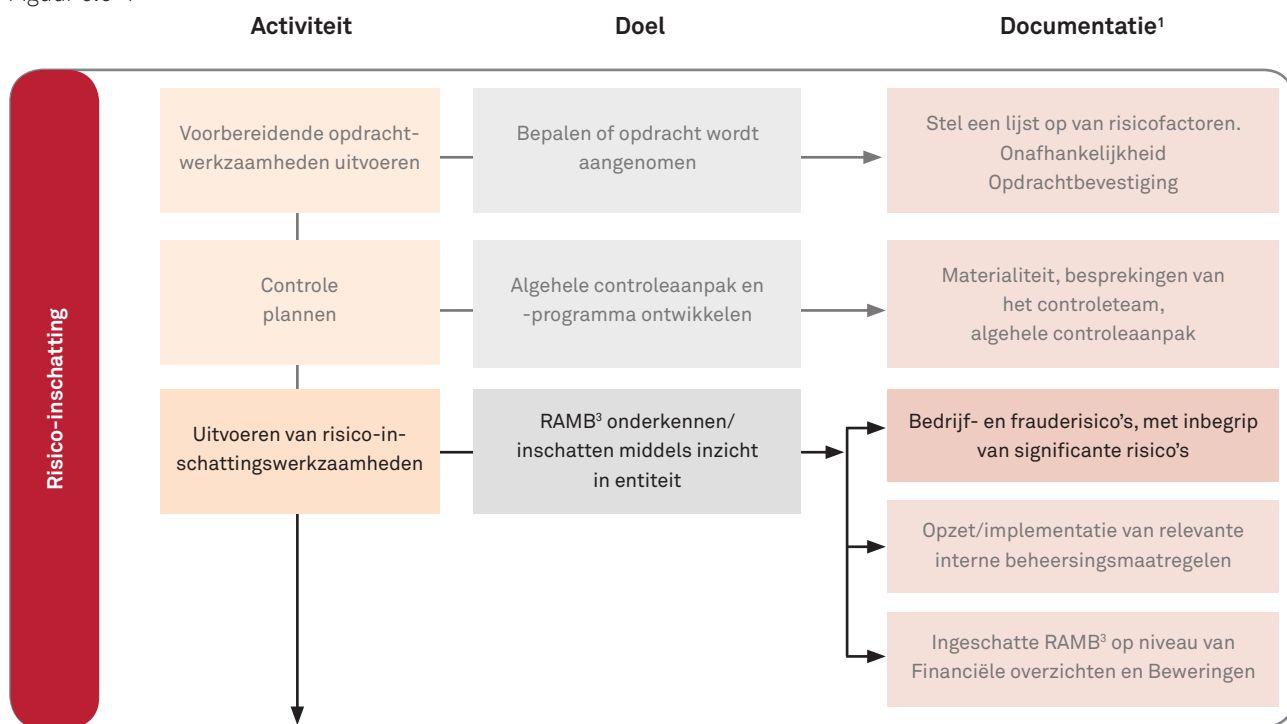 Activiteit
Doel
Documentatie¹
Risico-inschatting
Voorbereidende opdracht-
werkzaamheden uitvoeren
Bepalen of opdracht wordt
aangenomen
Stel een lijst op van risicofactoren.
Onafhankelijkheid
Opdrachtbevestiging
Controle
plannen
Algehele controleaanpak en
-programma ontwikkelen
Materialiteit, besprekingen van
het controleteam,
algehele controleaanpak
Uitvoeren van risico-in-
schattingswerkzaamheden
RAMB³ onderkennen/
inschatten middels inzicht
in entiteit
Bedrijf- en frauderisico’s, met inbegrip
van significante risico’s
Opzet/implementatie van relevante
interne beheersingsmaatregelen
Ingeschatte RAMB³ op niveau van
Financiële overzichten en Beweringen